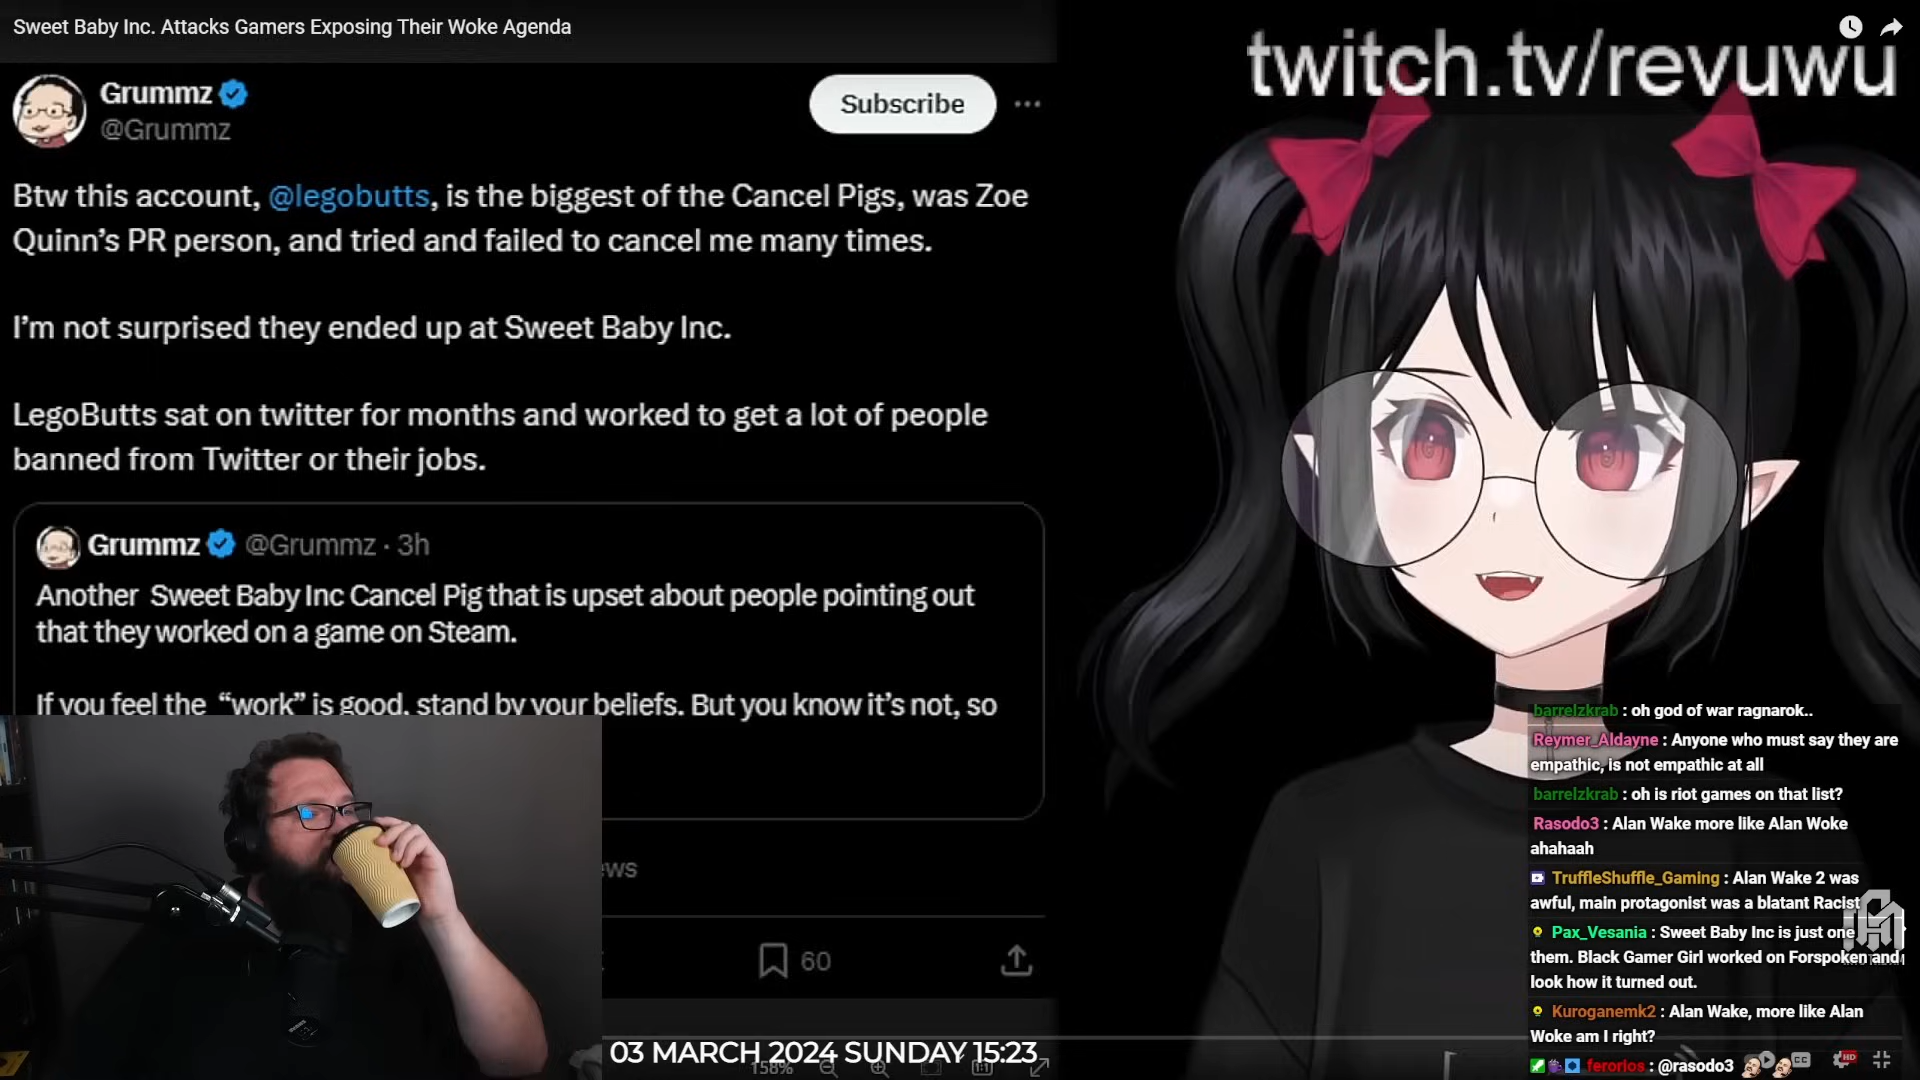 Sweet Baby Inc. Attacks Gamers Exposing Their Woke Agenda
twitch.tv/revuwu
Grummz
@Grummz
Subscribe
Btw this account, @legobutts, is the biggest of the Cancel Pigs, was Zoe
Quinn's PR person, and tried and failed to cancel me many times.
I'm not surprised they ended up at Sweet Baby Inc.
LegoButts sat on twitter for months and worked to get a lot of people
banned from Twitter or their jobs.
Grummz @Grummz · 3h
Another Sweet Baby Inc Cancel Pig that is upset about people pointing out
that they worked on a game on Steam.
If you feel the “work” is good, stand by your beliefs. But you know it's not, so
60
barrelzkrab : oh god of war ragnarok..
Reymer_Aldayne : Anyone who must say they are
empathic, is not empathic at all
barrelzkrab : oh is riot games on that list?
Rasodo3 : Alan Wake more like Alan Woke
ahahaah
TruffleShuffle_Gaming : Alan Wake 2 was
awful, main protagonist was a blatant Racist
Pax_Vesania : Sweet Baby Inc is just one
them. Black Gamer Girl worked on Forspoken and
look how it turned out.
Kuroganemk2 : Alan Wake, more like Alan
Woke am I right?
ferorlos : @rasodo3
03 MARCH 2024 SUNDAY 15:23
158%
CC
HD